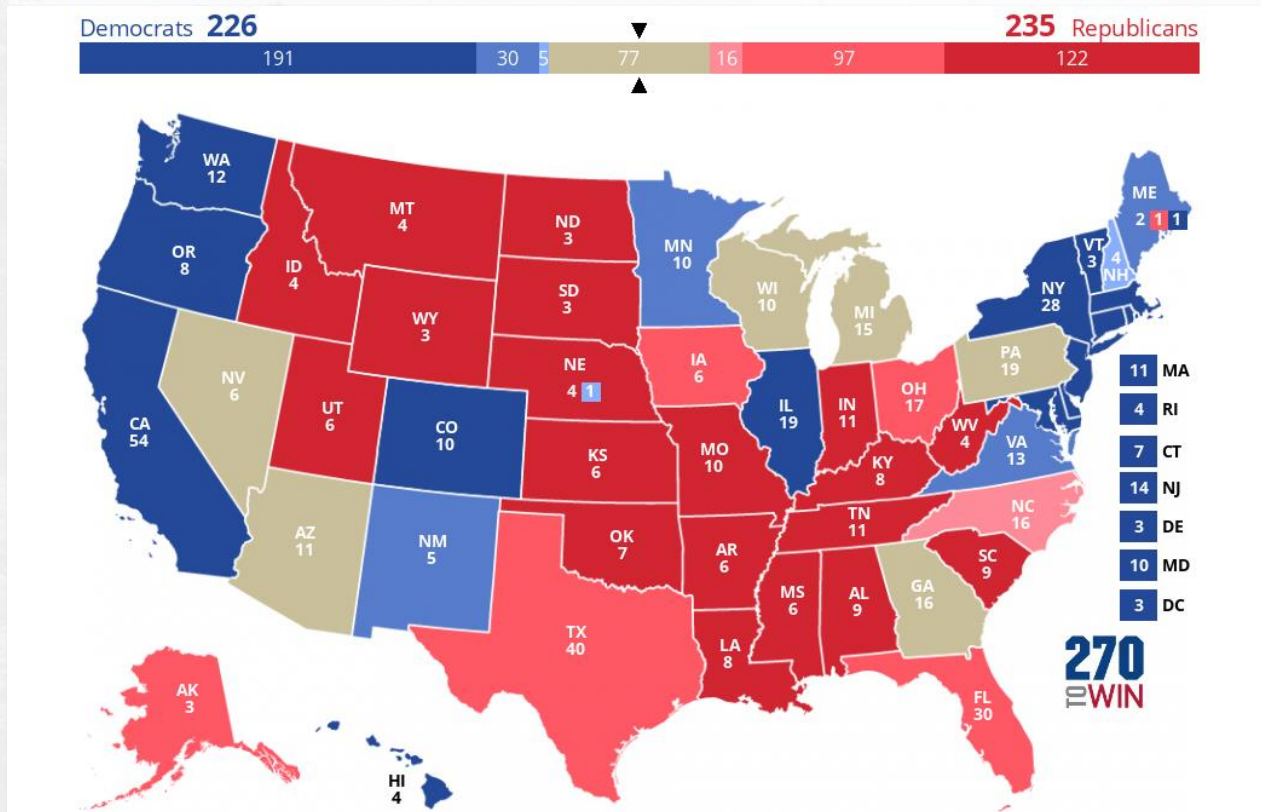 Democrats 226
235 Republicans
191 30 5 77 16 97 122
WA
12
OR
8
CA
54
NV
6
ID
4
MT
4
WY
3
UT
6
AZ
11
CO
10
NM
5
ND
3
SD
3
NE
4 1
KS
6
OK
7
TX
40
MN
10
IA
6
MO
10
AR
6
LA
8
WI
10
IL
19
MI
15
IN
11
OH
17
KY
8
TN
11
MS
6
AL
9
GA
16
FL
30
SC
9
NC
16
VA
13
WV
4
PA
19
NY
28
VT
3
4
NH
ME
2 1 1
11 MA
4 RI
7 CT
14 NJ
3 DE
10 MD
3 DC
AK
3
HI
4
270
TO WIN